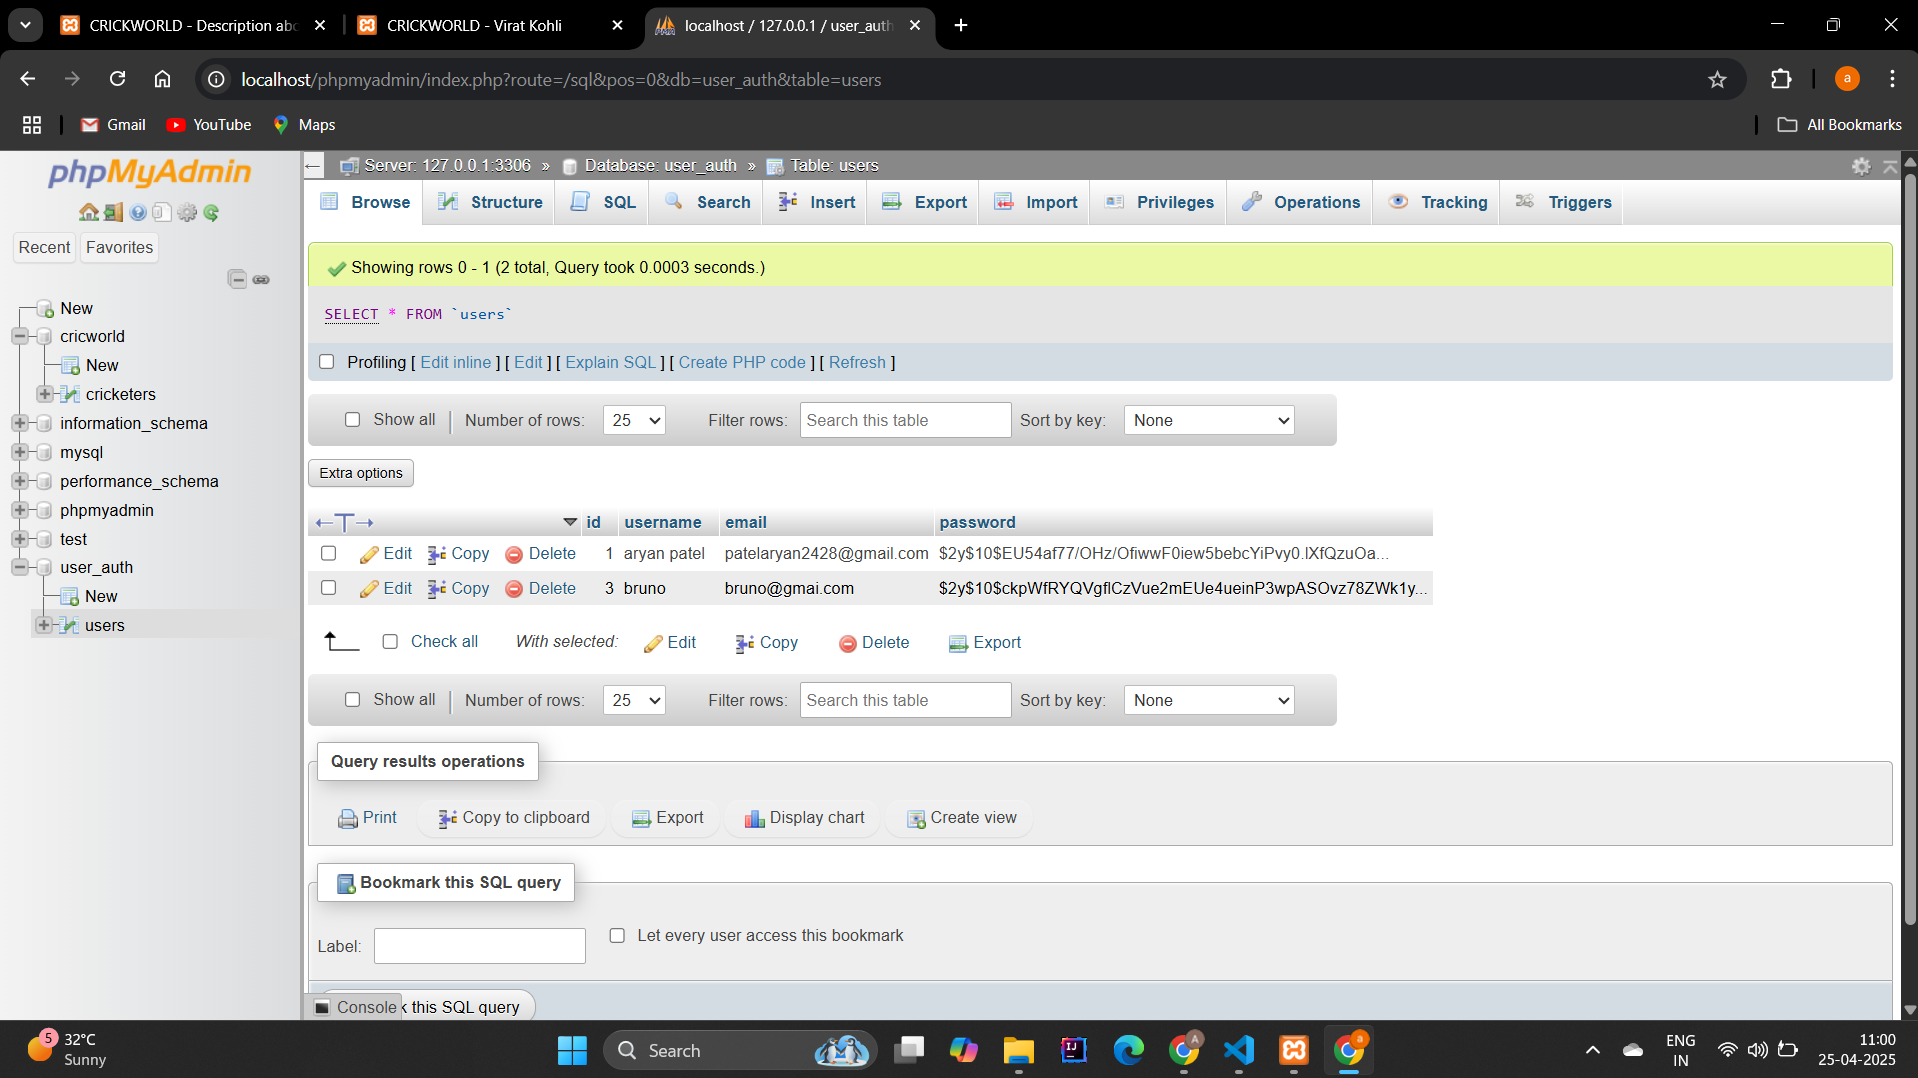 CRICKWORLD - Description abo
CRICKWORLD - Virat Kohli
localhost / 127.0.0.1 / user_auth
localhost/phpmyadmin/index.php?route=/sql&pos=0&db=user_auth&table=users
a
Gmail
YouTube
Maps
All Bookmarks
phpMyAdmin
Recent
Favorites
New
cricworld
New
cricketers
information_schema
mysql
performance_schema
phpmyadmin
test
user_auth
New
users
Server: 127.0.0.1:3306 » Database: user_auth » Table: users
Browse
Structure
SQL
Search
Insert
Export
Import
Privileges
Operations
Tracking
Triggers
Showing rows 0 - 1 (2 total, Query took 0.0003 seconds.)
SELECT * FROM `users`
Profiling [ Edit inline ] [ Edit ] [ Explain SQL ] [ Create PHP code ] [ Refresh ]
Show all
Number of rows: 25
Filter rows: Search this table
Sort by key: None
Extra options
id username email password
Edit Copy Delete 1 aryan patel patelaryan2428@gmail.com $2y$10$EU54af77/OHz/OfiwwF0iew5bebcYiPvy0.lXfQzuOa...
Edit Copy Delete 3 bruno bruno@gmai.com $2y$10$ckpWfRYQVgflCzVue2mEUe4ueinP3wpASOvz78ZWk1y...
Check all With selected: Edit Copy Delete Export
Show all
Number of rows: 25
Filter rows: Search this table
Sort by key: None
Query results operations
Print
Copy to clipboard
Export
Display chart
Create view
Bookmark this SQL query
Label:
Let every user access this bookmark
Console
k this SQL query
5
32°C
Sunny
Search
IJ
A
a
ENG
IN
11:00
25-04-2025